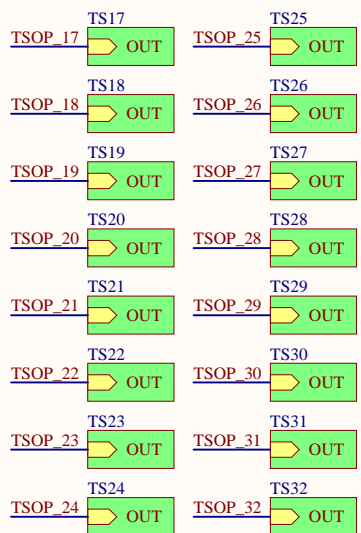 TS17 TS25
TSOP_17 OUT TSOP_25 OUT
TS18 TS26
TSOP_18 OUT TSOP_26 OUT
TS19 TS27
TSOP_19 OUT TSOP_27 OUT
TS20 TS28
TSOP_20 OUT TSOP_28 OUT
TS21 TS29
TSOP_21 OUT TSOP_29 OUT
TS22 TS30
TSOP_22 OUT TSOP_30 OUT
TS23 TS31
TSOP_23 OUT TSOP_31 OUT
TS24 TS32
TSOP_24 OUT TSOP_32 OUT